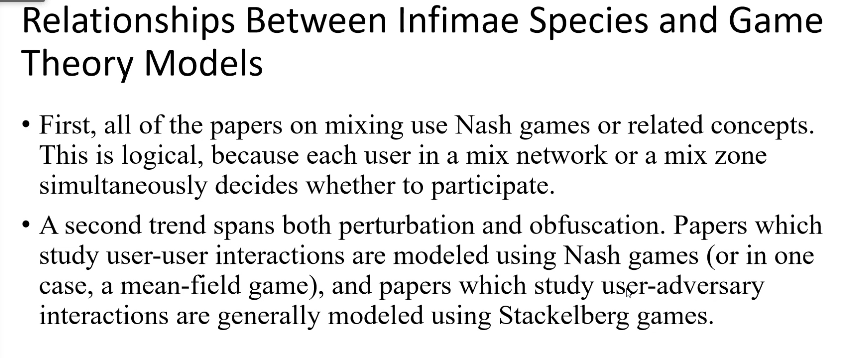 Relationships Between Infimae Species and Game
Theory Models
• First, all of the papers on mixing use Nash games or related concepts.
This is logical, because each user in a mix network or a mix zone
simultaneously decides whether to participate.
• A second trend spans both perturbation and obfuscation. Papers which
study user-user interactions are modeled using Nash games (or in one
case, a mean-field game), and papers which study user-adversary
interactions are generally modeled using Stackelberg games.